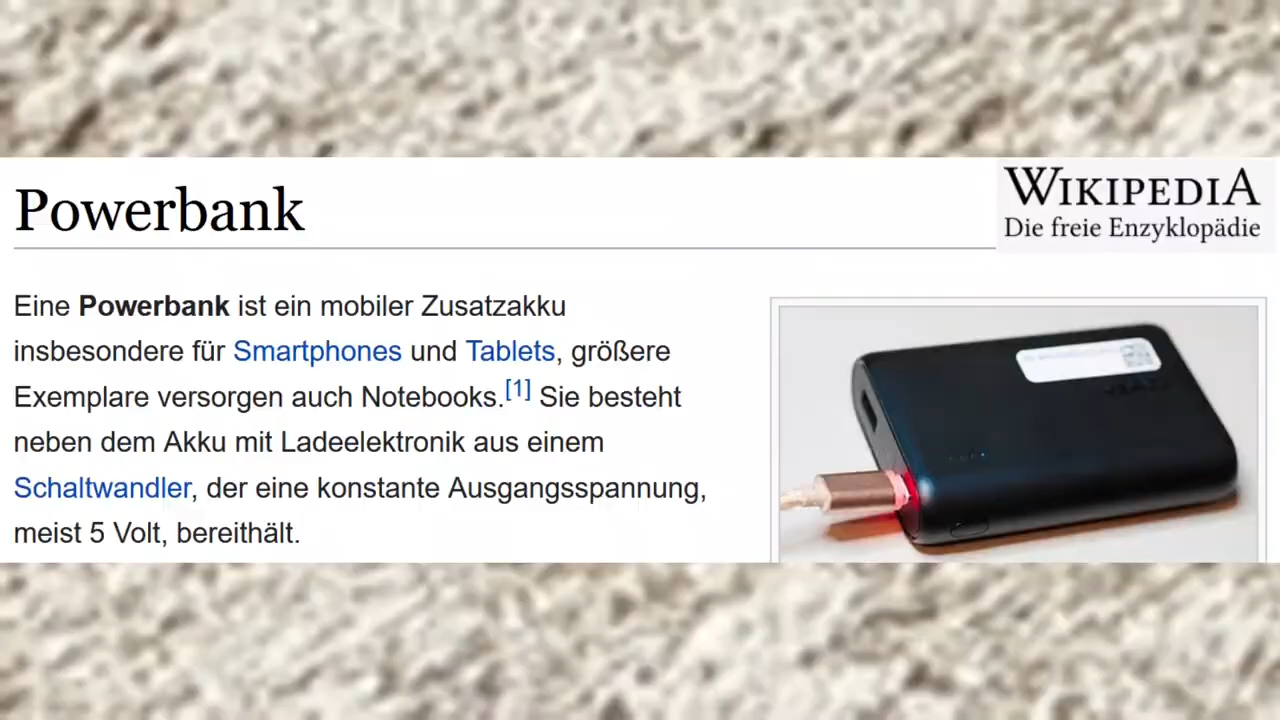 Powerbank
WIKIPEDIA
Die freie Enzyklopädie
Eine Powerbank ist ein mobiler Zusatzakku
insbesondere für Smartphones und Tablets, größere
Exemplare versorgen auch Notebooks.[1] Sie besteht
neben dem Akku mit Ladeelektronik aus einem
Schaltwandler, der eine konstante Ausgangsspannung,
meist 5 Volt, bereithält.